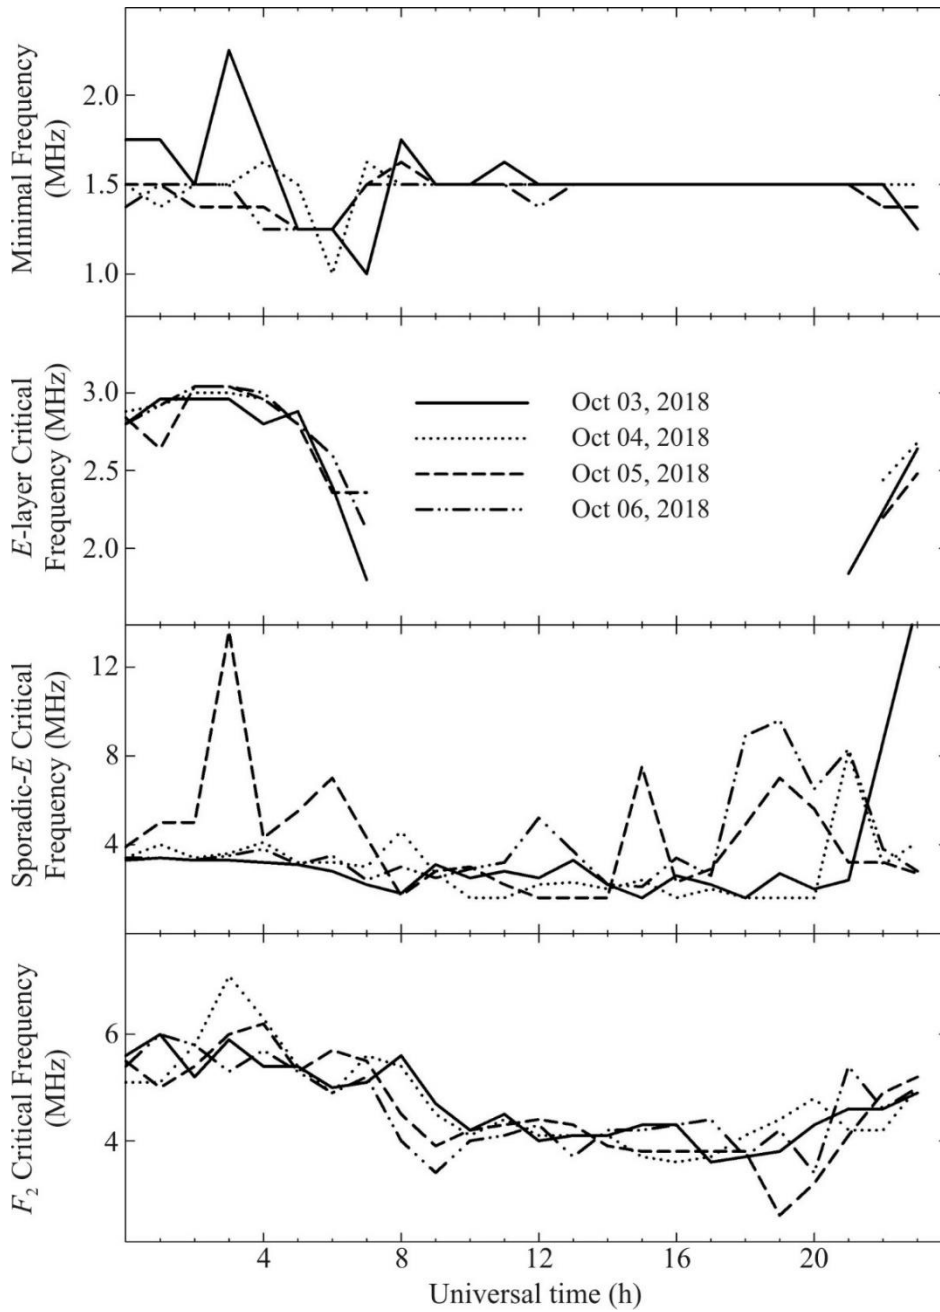 Minimal Frequency
(MHz)
2.0
1.5
1.0
E-layer Critical
Frequency (MHz)
3.0
2.5
2.0
Oct 03, 2018
Oct 04, 2018
Oct 05, 2018
Oct 06, 2018
Sporadic-E Critical
Frequency (MHz)
12
8
4
F₂ Critical Frequency
(MHz)
6
4
4 8 12 16 20
Universal time (h)